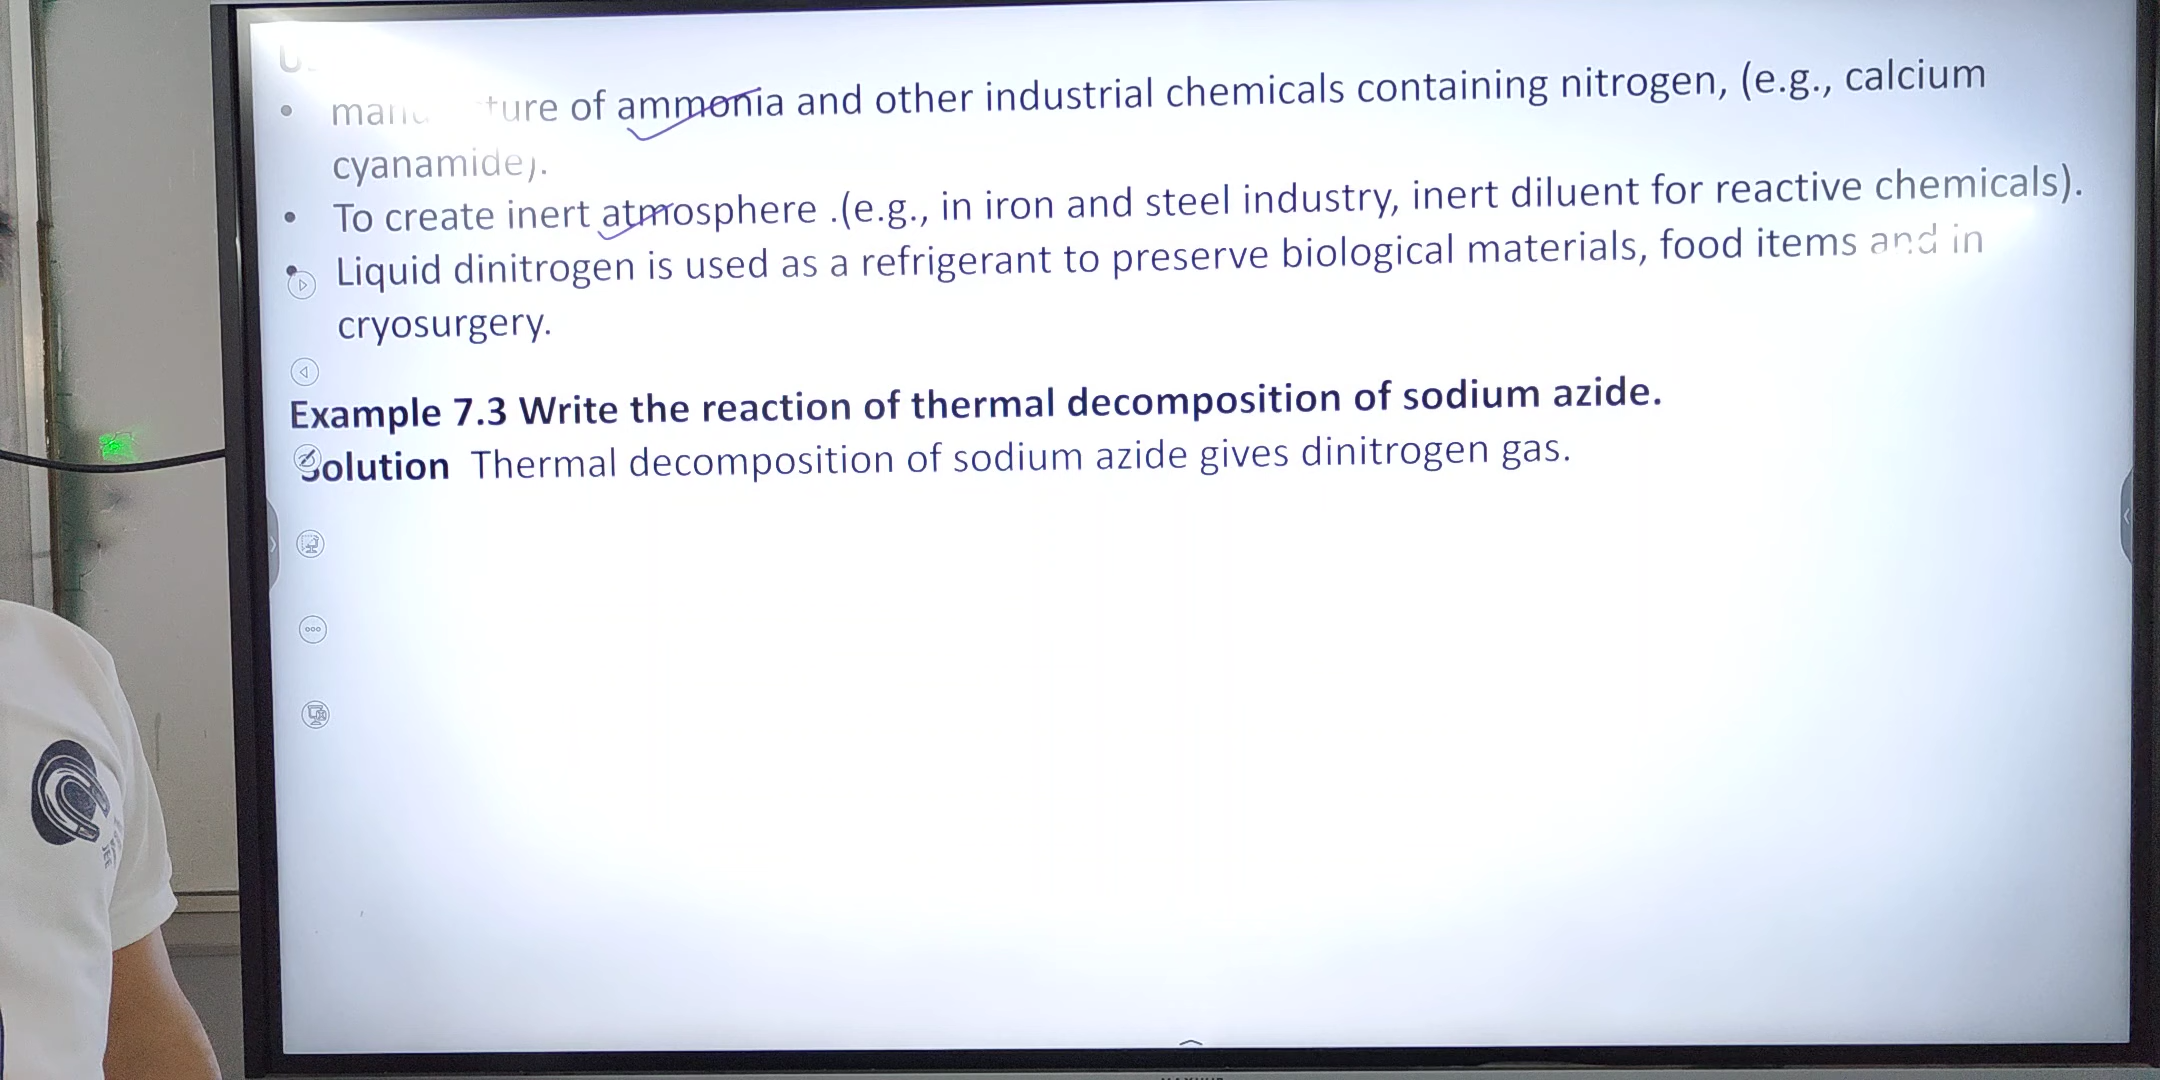 ture of ammonia and other industrial chemicals containing nitrogen, (e.g., calcium
cyanamide).
• To create inert atmosphere .(e.g., in iron and steel industry, inert diluent for reactive chemicals).
• Liquid dinitrogen is used as a refrigerant to preserve biological materials, food items and in
cryosurgery.
Example 7.3 Write the reaction of thermal decomposition of sodium azide.
Solution Thermal decomposition of sodium azide gives dinitrogen gas.
JEE